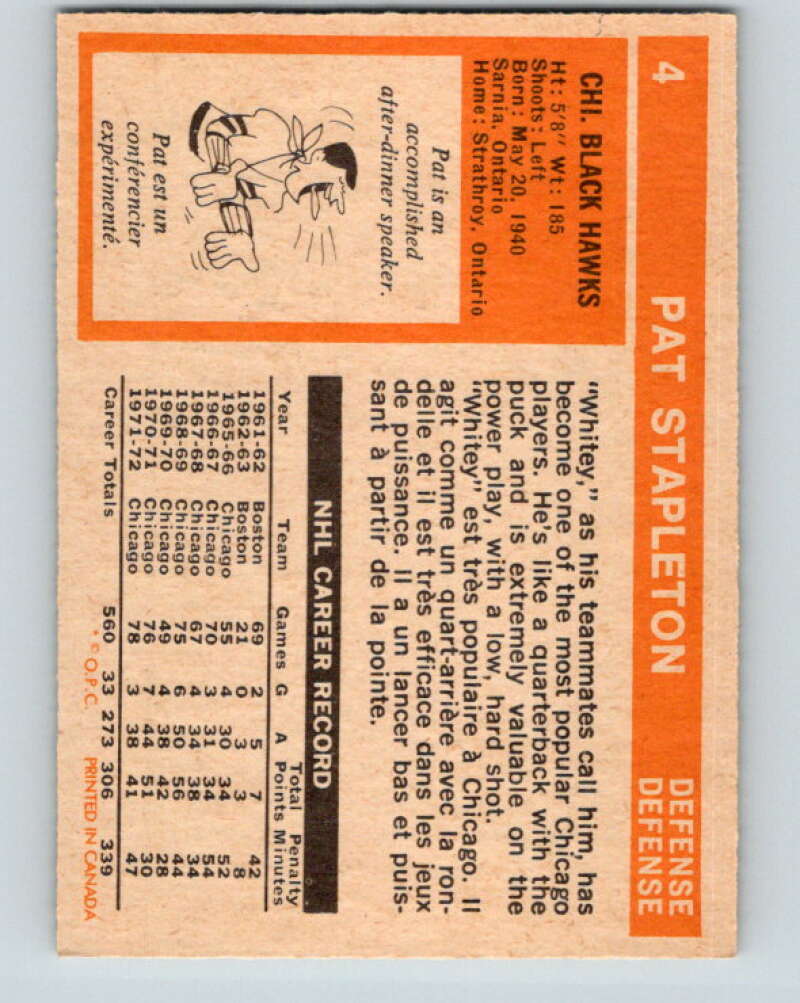 4 PAT STAPLETON DEFENSE
DEFENSE
CHI. BLACK HAWKS
Ht: 5'8" Wt: 185
Shoots: Left
Born: May 20, 1940
Sarnia, Ontario
Home: Strathroy, Ontario
Pat is an
accomplished
after-dinner speaker.
Pat est un
conférencier
expérimenté.
"Whitey," as his teammates call him, has
become one of the most popular Chicago
players. He's like a quarterback with the
puck and is extremely valuable on the
power play, with a low, hard shot.
"Whitey" est très populaire à Chicago. Il
agit comme un quart-arrière avec la ron-
delle et il est très efficace dans les jeux
de puissance. Il a un lancer bas et puis-
sant à partir de la pointe.
NHL CAREER RECORD
Total Penalty
Year Team Games G A Points Minutes
1961-62 Boston 69 2 5 7 42
1962-63 Boston 21 0 3 3 8
1965-66 Chicago 55 4 30 34 52
1966-67 Chicago 70 3 31 34 54
1967-68 Chicago 67 4 34 38 34
1968-69 Chicago 75 6 50 56 44
1969-70 Chicago 49 4 38 42 28
1970-71 Chicago 76 7 44 51 30
1971-72 Chicago 78 3 38 41 47
Career Totals 560 33 273 306 339
* © O.P.C. PRINTED IN CANADA